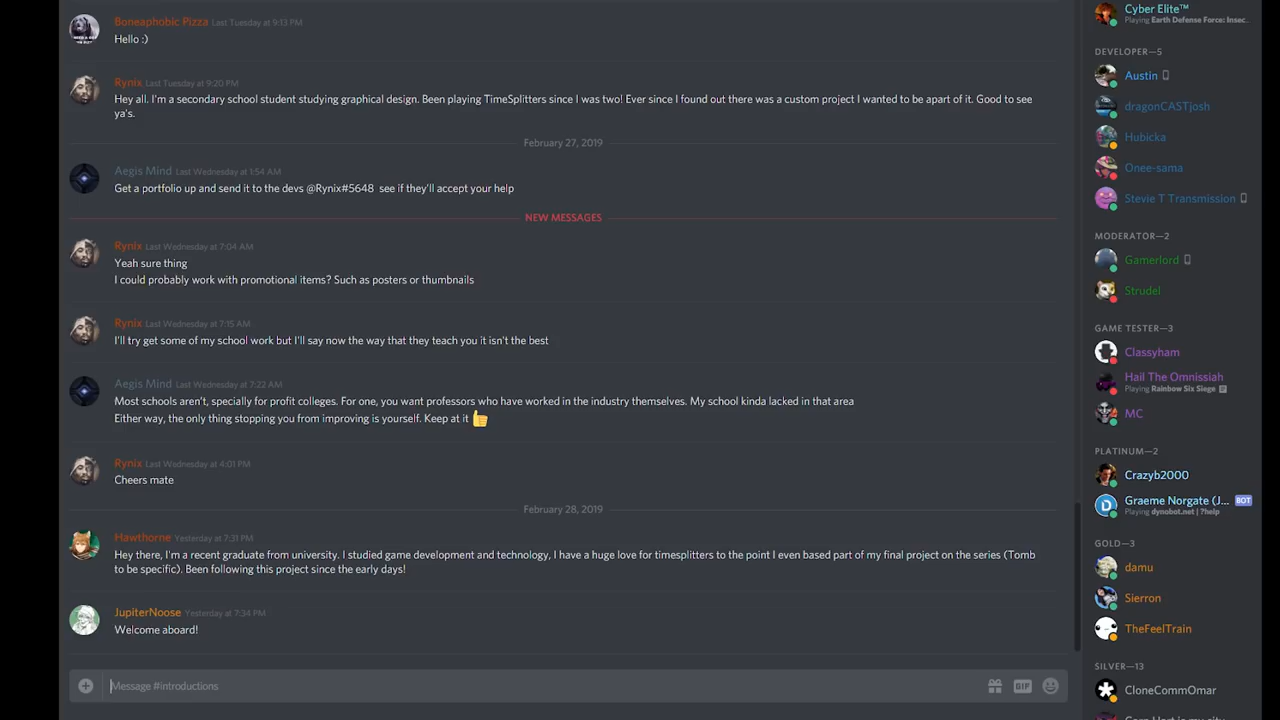 Boneaphobic Pizza Last Tuesday at 9:13 PM
Hello :)
Rynix Last Tuesday at 9:20 PM
Hey all. I'm a secondary school student studying graphical design. Been playing TimeSplitters since I was two! Ever since I found out there was a custom project I wanted to be apart of it. Good to see
ya's.
February 27, 2019
Aegis Mind Last Wednesday at 1:54 AM
Get a portfolio up and send it to the devs @Rynix#5648 see if they'll accept your help
NEW MESSAGES
Rynix Last Wednesday at 7:04 AM
Yeah sure thing
I could probably work with promotional items? Such as posters or thumbnails
Rynix Last Wednesday at 7:15 AM
I'll try get some of my school work but I'll say now the way that they teach you it isn't the best
Aegis Mind Last Wednesday at 7:22 AM
Most schools aren't, specially for profit colleges. For one, you want professors who have worked in the industry themselves. My school kinda lacked in that area
Either way, the only thing stopping you from improving is yourself. Keep at it
Rynix Last Wednesday at 4:01 PM
Cheers mate
February 28, 2019
Hawthorne Yesterday at 7:31 PM
Hey there, I'm a recent graduate from university. I studied game development and technology, I have a huge love for timesplitters to the point I even based part of my final project on the series (Tomb
to be specific). Been following this project since the early days!
JupiterNoose Yesterday at 7:34 PM
Welcome aboard!
Message #introductions
GIF
Cyber Elite™
Playing Earth Defense Force: Insec...
DEVELOPER—5
Austin
dragonCASTjosh
Hubicka
Onee-sama
Stevie T Transmission
MODERATOR—2
Gamerlord
Strudel
GAME TESTER—3
Classyham
Hail The Omnissiah
Playing Rainbow Six Siege
MC
PLATINUM—2
Crazyb2000
Graeme Norgate (J... BOT
Playing dynobot.net | ?help
GOLD—3
damu
Sierron
TheFeelTrain
SILVER—13
CloneCommOmar